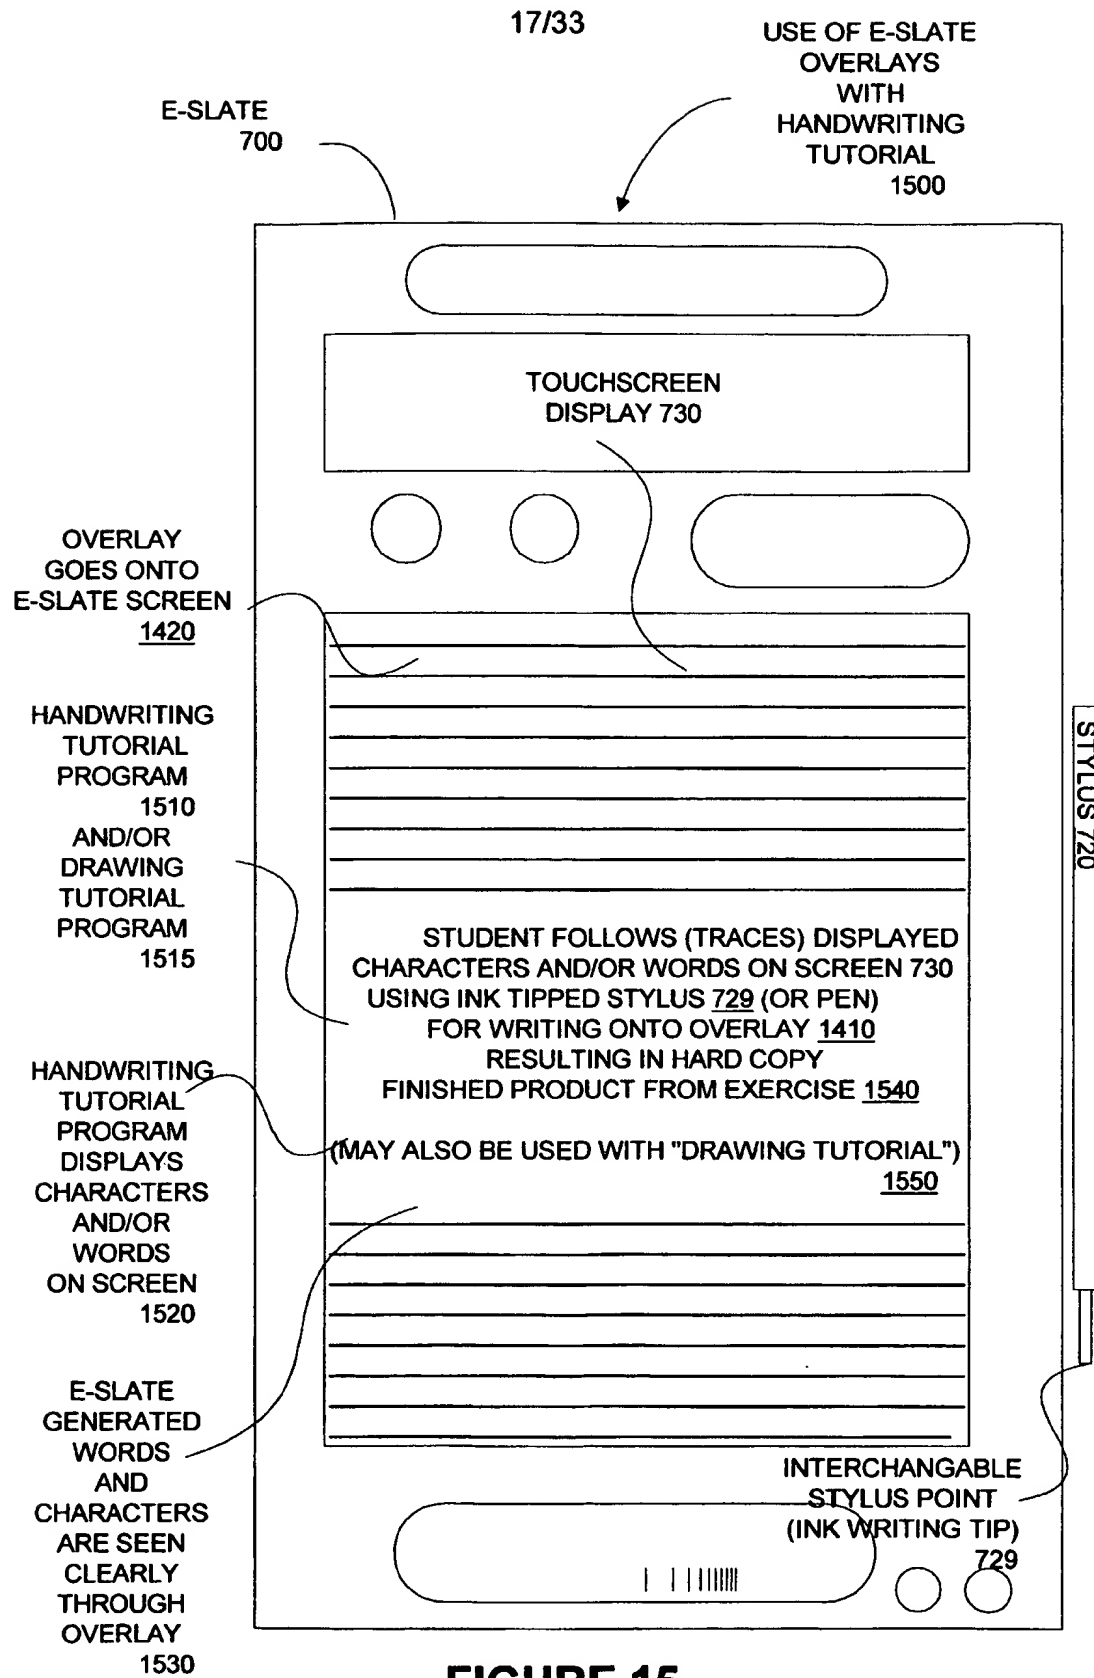 17/33
USE OF E-SLATE
OVERLAYS
WITH
HANDWRITING
TUTORIAL
1500
E-SLATE
700
TOUCHSCREEN
DISPLAY 730
OVERLAY
GOES ONTO
E-SLATE SCREEN
1420
HANDWRITING
TUTORIAL
PROGRAM
1510
AND/OR
DRAWING
TUTORIAL
PROGRAM
1515
STYLUS 720
STUDENT FOLLOWS (TRACES) DISPLAYED
CHARACTERS AND/OR WORDS ON SCREEN 730
USING INK TIPPED STYLUS 729 (OR PEN)
FOR WRITING ONTO OVERLAY 1410
RESULTING IN HARD COPY
FINISHED PRODUCT FROM EXERCISE 1540
(MAY ALSO BE USED WITH "DRAWING TUTORIAL")
1550
HANDWRITING
TUTORIAL
PROGRAM
DISPLAYS
CHARACTERS
AND/OR
WORDS
ON SCREEN
1520
E-SLATE
GENERATED
WORDS
AND
CHARACTERS
ARE SEEN
CLEARLY
THROUGH
OVERLAY
1530
INTERCHANGABLE
STYLUS POINT
(INK WRITING TIP)
729
FIGURE 15